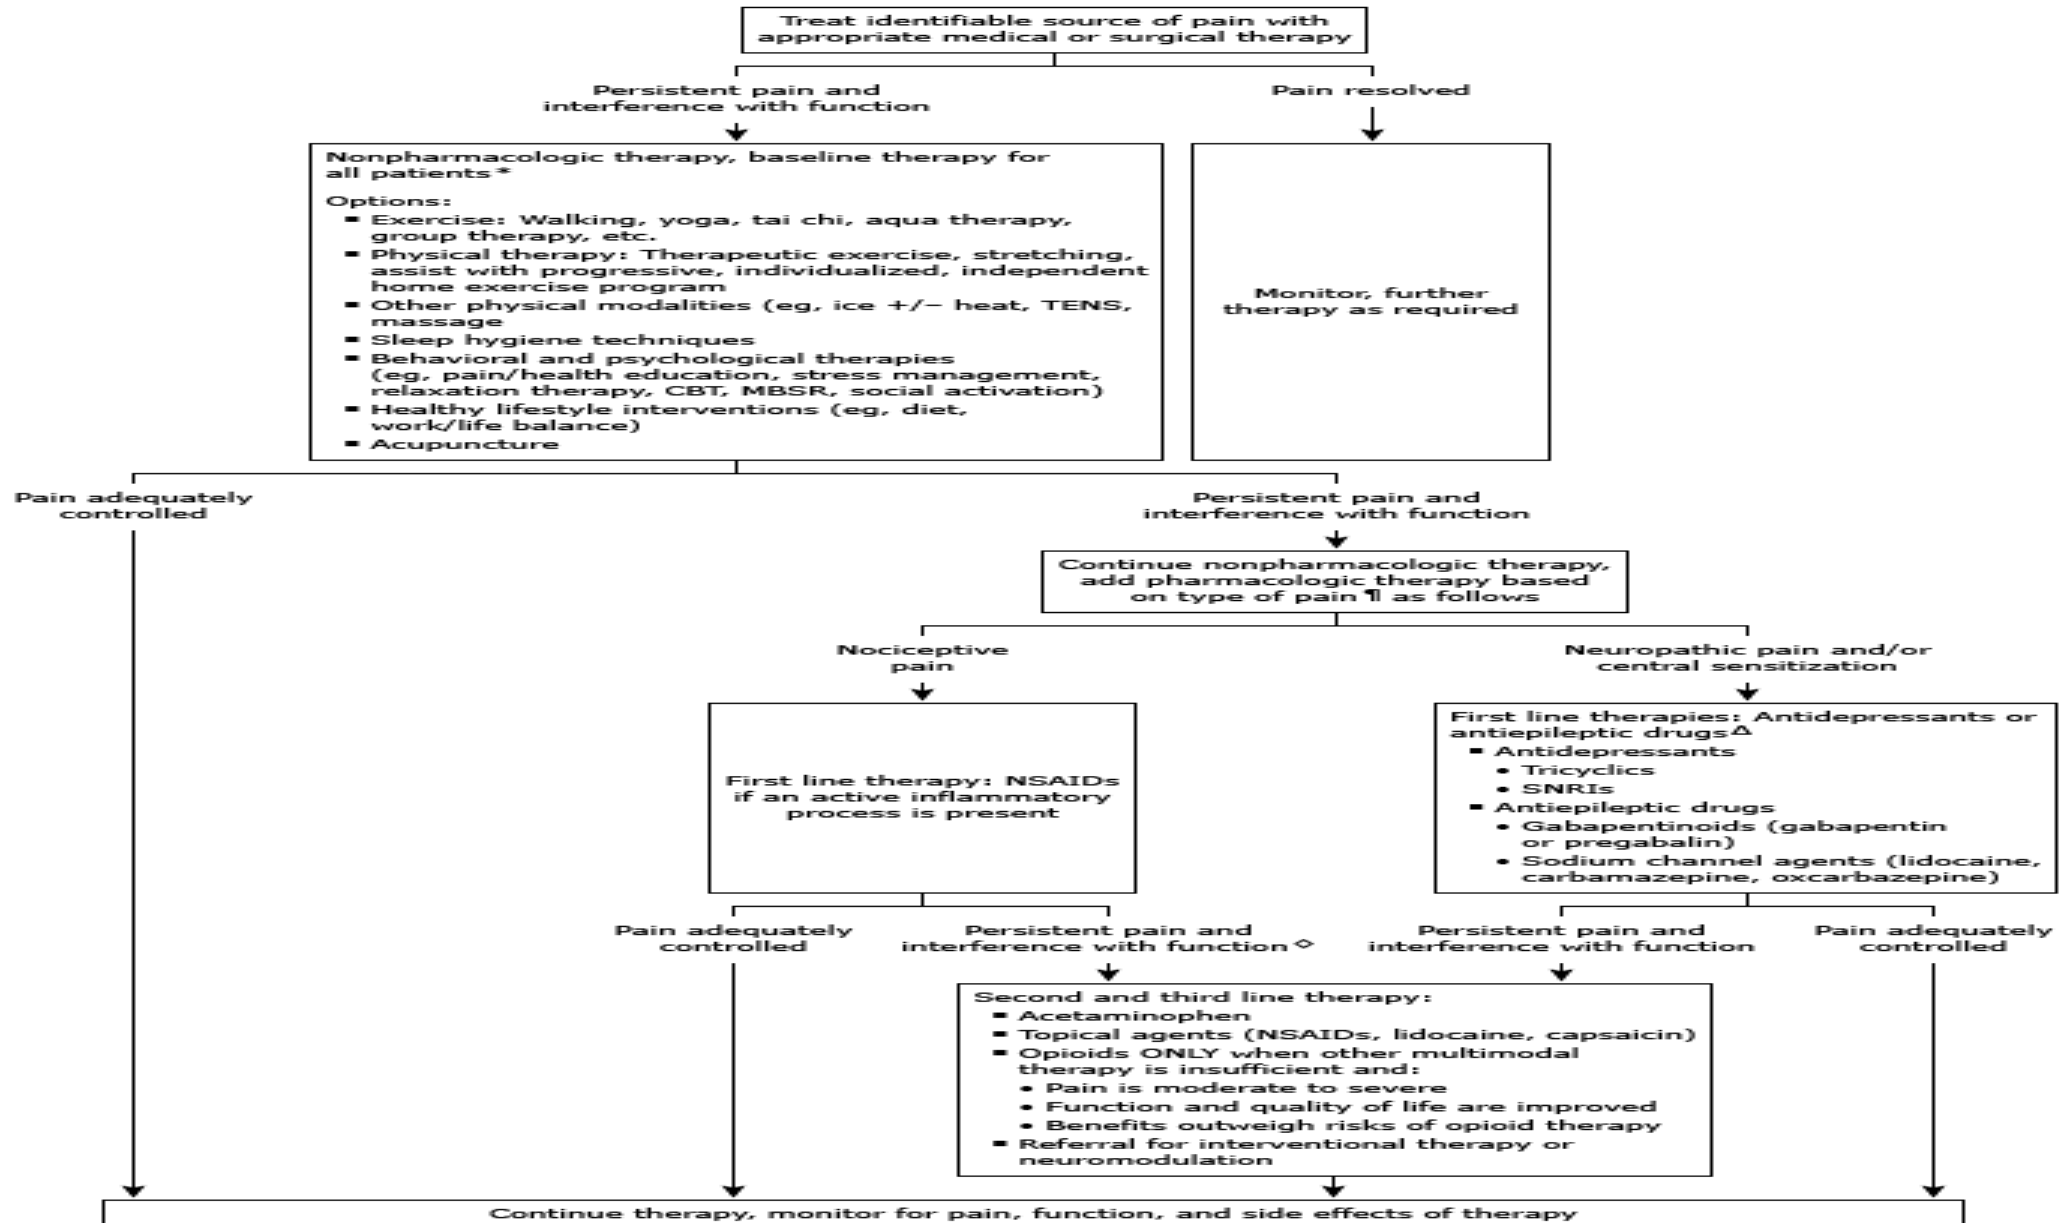 Treat identifiable source of pain with
appropriate medical or surgical therapy
Persistent pain and
interference with function
Pain resolved
Nonpharmacologic therapy, baseline therapy for
all patients*
Options:
▪ Exercise: Walking, yoga, tai chi, aqua therapy,
group therapy, etc.
▪ Physical therapy: Therapeutic exercise, stretching,
assist with progressive, individualized, independent
home exercise program
▪ Other physical modalities (eg, ice +/− heat, TENS,
massage
▪ Sleep hygiene techniques
▪ Behavioral and psychological therapies
(eg, pain/health education, stress management,
relaxation therapy, CBT, MBSR, social activation)
▪ Healthy lifestyle interventions (eg, diet,
work/life balance)
▪ Acupuncture
Monitor, further
therapy as required
Pain adequately
controlled
Persistent pain and
interference with function
Continue nonpharmacologic therapy,
add pharmacologic therapy based
on type of pain¶ as follows
Nociceptive
pain
Neuropathic pain and/or
central sensitization
First line therapy: NSAIDs
if an active inflammatory
process is present
First line therapies: Antidepressants or
antiepileptic drugsΔ
▪ Antidepressants
• Tricyclics
• SNRIs
▪ Antiepileptic drugs
• Gabapentinoids (gabapentin
or pregabalin)
• Sodium channel agents (lidocaine,
carbamazepine, oxcarbazepine)
Pain adequately
controlled
Persistent pain and
interference with function◇
Persistent pain and
interference with function
Pain adequately
controlled
Second and third line therapy:
▪ Acetaminophen
▪ Topical agents (NSAIDs, lidocaine, capsaicin)
▪ Opioids ONLY when other multimodal
therapy is insufficient and:
• Pain is moderate to severe
• Function and quality of life are improved
• Benefits outweigh risks of opioid therapy
▪ Referral for interventional therapy or
neuromodulation
Continue therapy, monitor for pain, function, and side effects of therapy